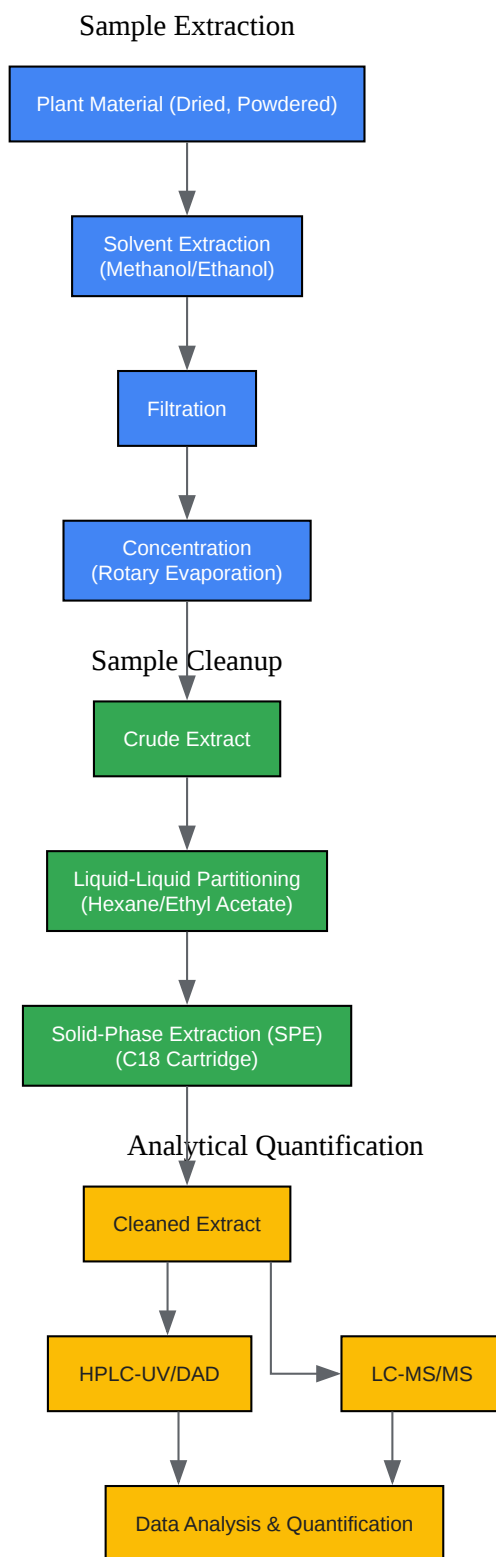 Sample Extraction
Plant Material (Dried, Powdered)
Solvent Extraction
(Methanol/Ethanol)
Filtration
Concentration
(Rotary Evaporation)
Sample Cleanup
Crude Extract
Liquid-Liquid Partitioning
(Hexane/Ethyl Acetate)
Solid-Phase Extraction (SPE)
(C18 Cartridge)
Analytical Quantification
Cleaned Extract
HPLC-UV/DAD
LC-MS/MS
Data Analysis & Quantification